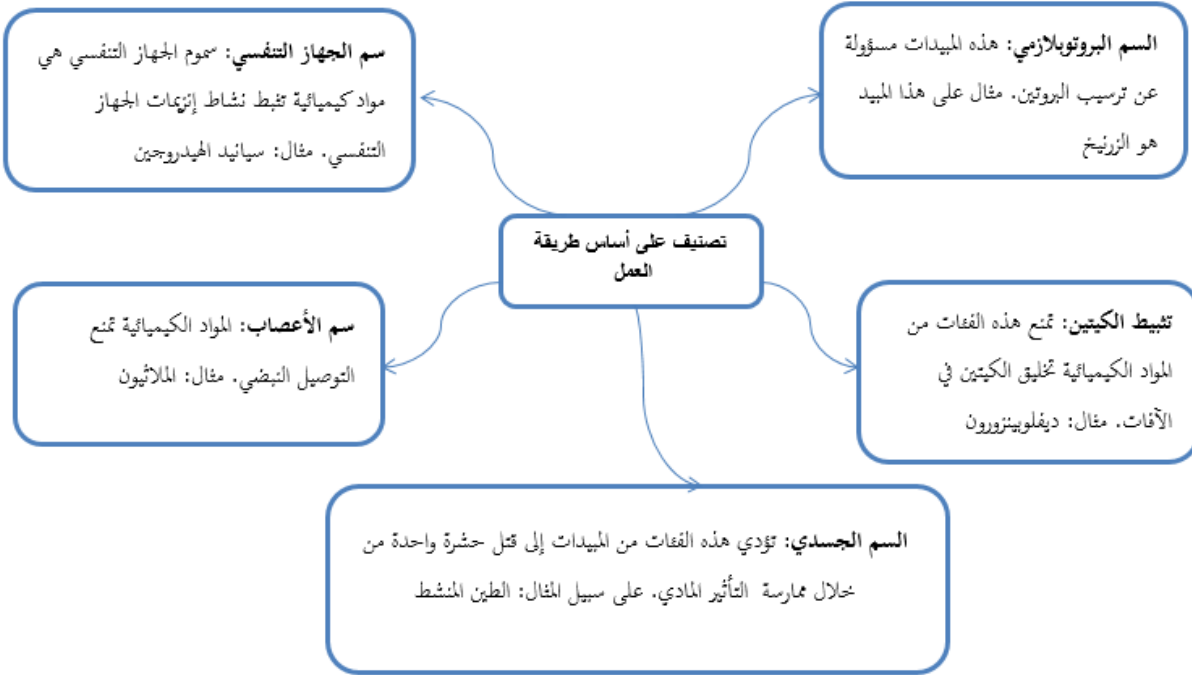 تصنيف على أساس طريقة
العمل
السم البروتوبلازمي: هذه المبيدات مسؤولة
عن ترسيب البروتين. مثال على هذا المبيد
هو الزرنيخ
سم الجهاز التنفسي: سموم الجهاز التنفسي هي
مواد كيميائية تثبط نشاط إنزيمات الجهاز
التنفسي. مثال: سيانيد الهيدروجين
تثبيط الكيتين: تمنع هذه الفئات من
المواد الكيميائية تخليق الكيتين في
الآفات. مثال: ديفلوبينزورون
سم الأعصاب: المواد الكيميائية تمنع
التوصيل النبضي. مثال: الملاثيون
السم الجسدي: تؤدي هذه الفئات من المبيدات إلى قتل حشرة واحدة من
خلال ممارسة التأثير المادي. على سبيل المثال: الطين المنشط